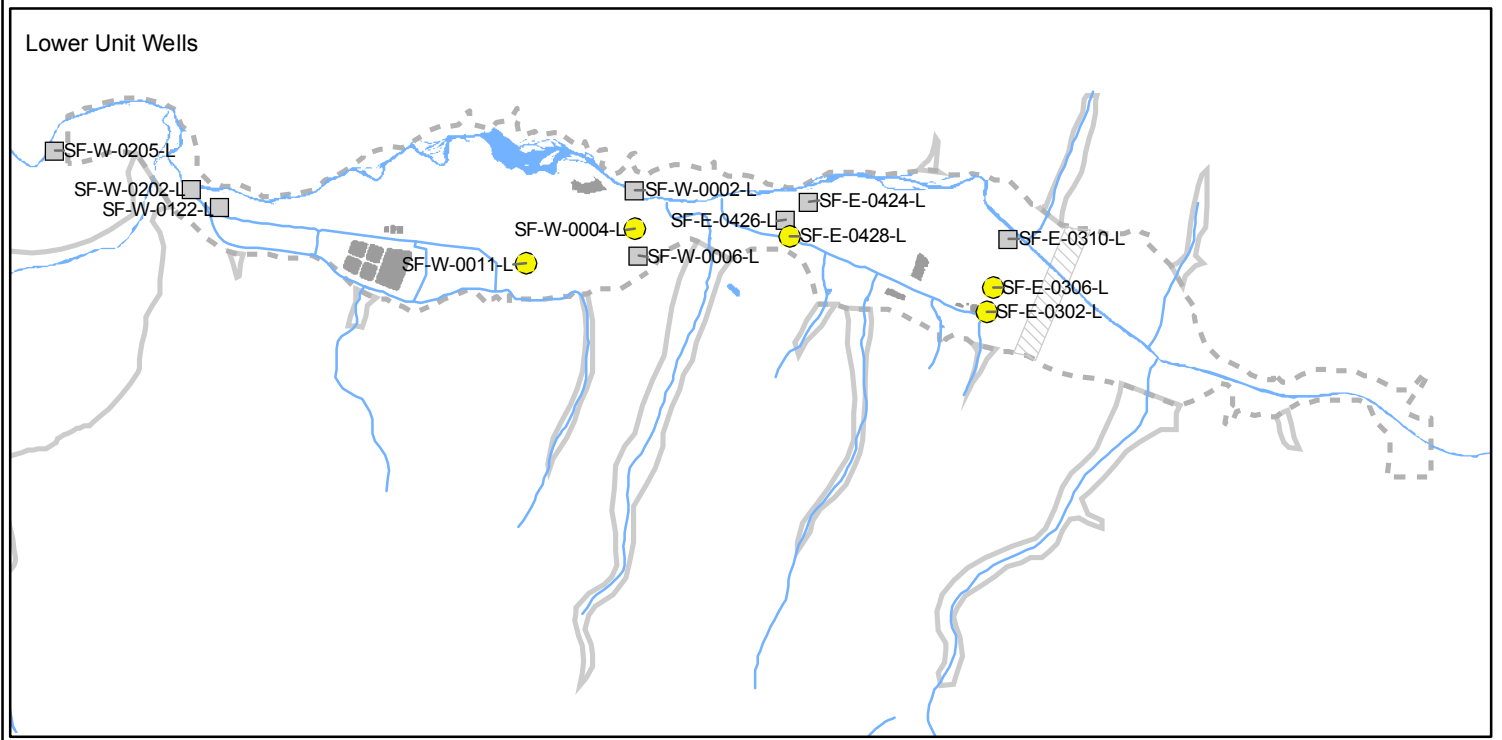 Lower Unit Wells
SF-W-0205-L
SF-W-0202-L
SF-W-0122-L
SF-W-0002-L
SF-E-0424-L
SF-E-0426-L
SF-W-0004-L
SF-E-0428-L
SF-E-0310-L
SF-W-0006-L
SF-W-0011-L
SF-E-0306-L
SF-E-0302-L